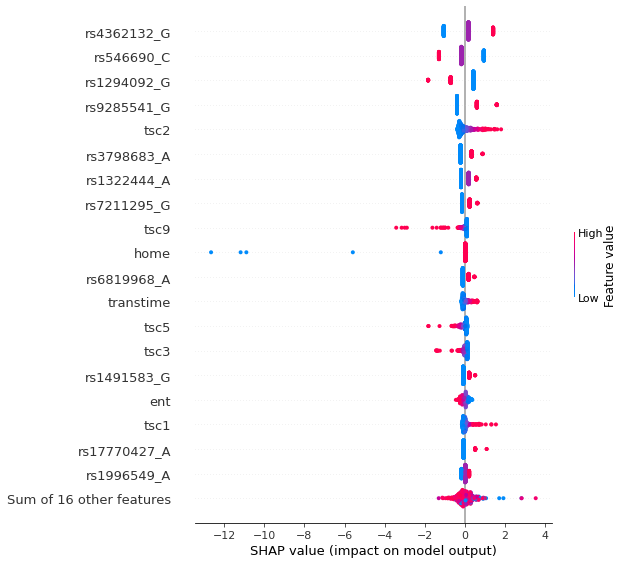 rs4362132_G
rs546690_C
rs1294092_G
rs9285541_G
tsc2
rs3798683_A
rs1322444_A
rs7211295_G
tsc9
home
rs6819968_A
transtime
tsc5
tsc3
rs1491583_G
ent
tsc1
rs17770427_A
rs1996549_A
Sum of 16 other features
−12 −10 −8 −6 −4 −2 0 2 4
SHAP value (impact on model output)
High
Low
Feature value